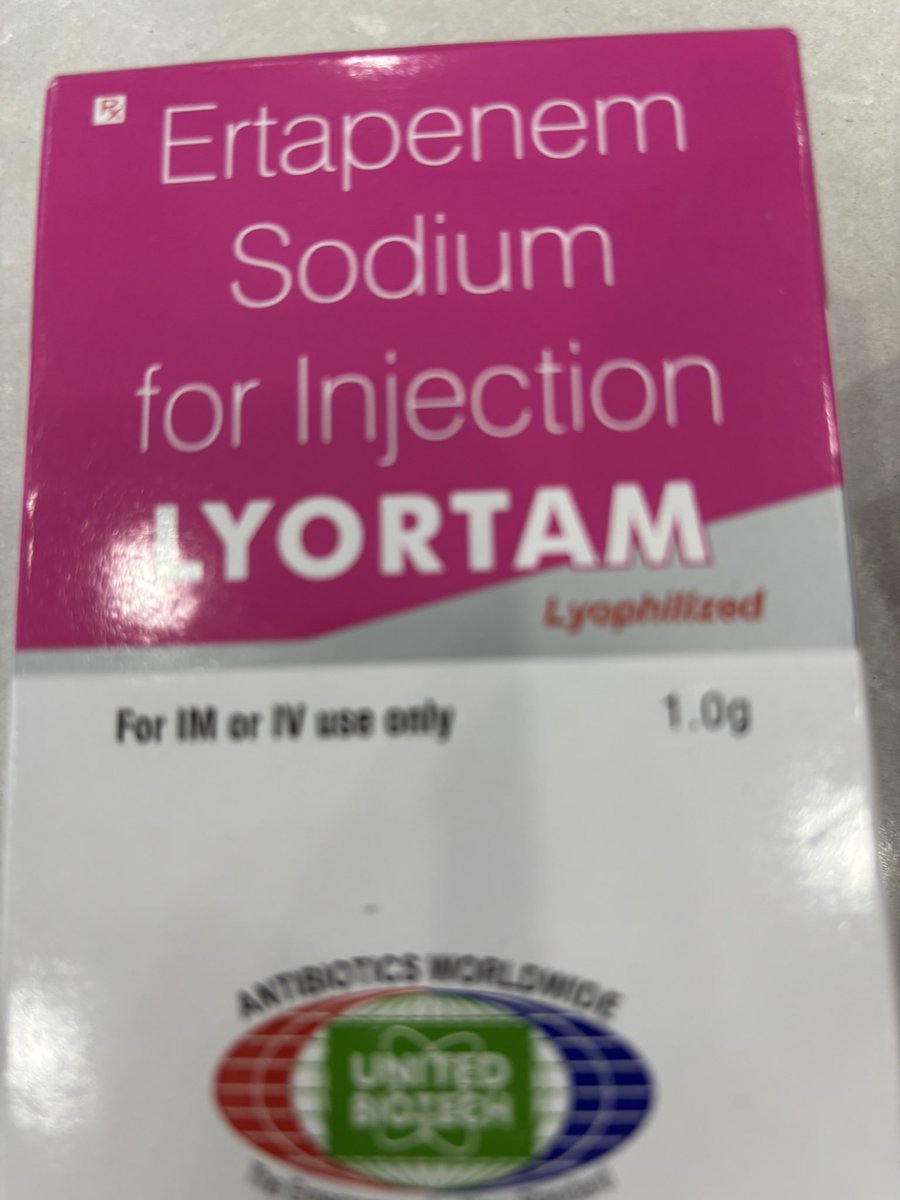 Rx
Ertapenem
Sodium
for Injection
LYORTAM
Lyophilized
For IM or IV use only
1.0g
ANTIBIOTICS WORLDWIDE
UNITED
BIOTECH
The